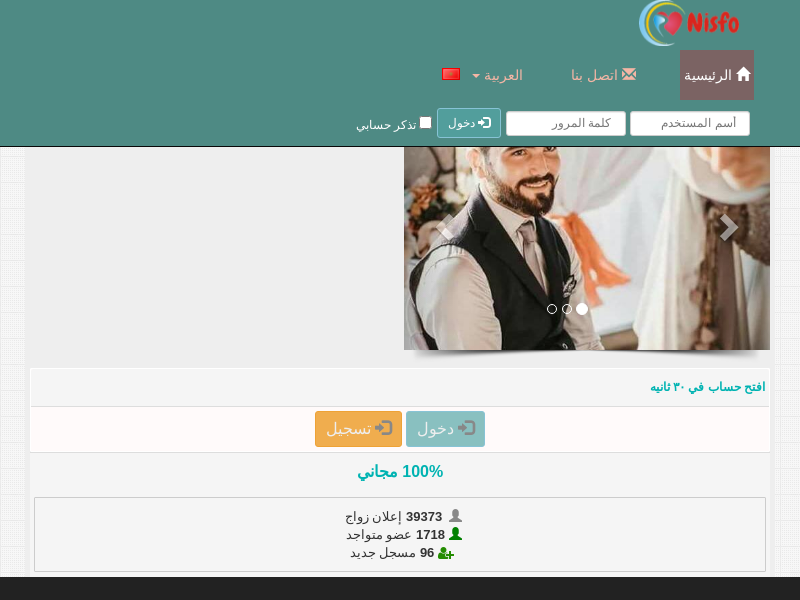 Nisfo
الرئيسية
اتصل بنا
العربية
أسم المستخدم
كلمة المرور
دخول
تذكر حسابي
افتح حساب في ٣٠ ثانيه
دخول
تسجيل
100% مجاني
39373 إعلان زواج
1718 عضو متواجد
96 مسجل جديد